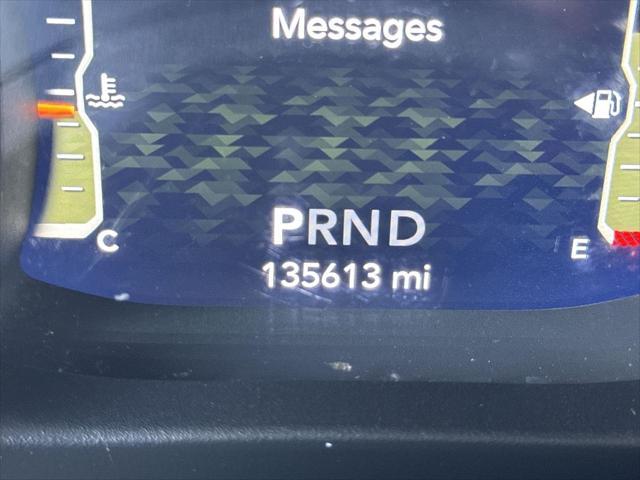 Messages
C
E
PRND
135613 mi